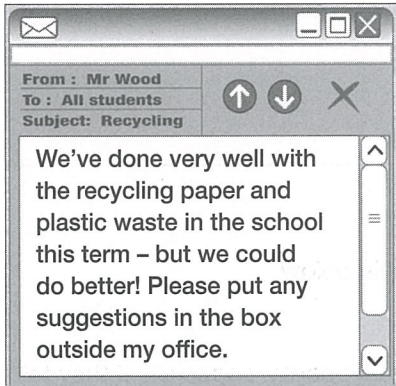 From : Mr Wood
To : All students
Subject: Recycling
We've done very well with
the recycling paper and
plastic waste in the school
this term – but we could
do better! Please put any
suggestions in the box
outside my office.